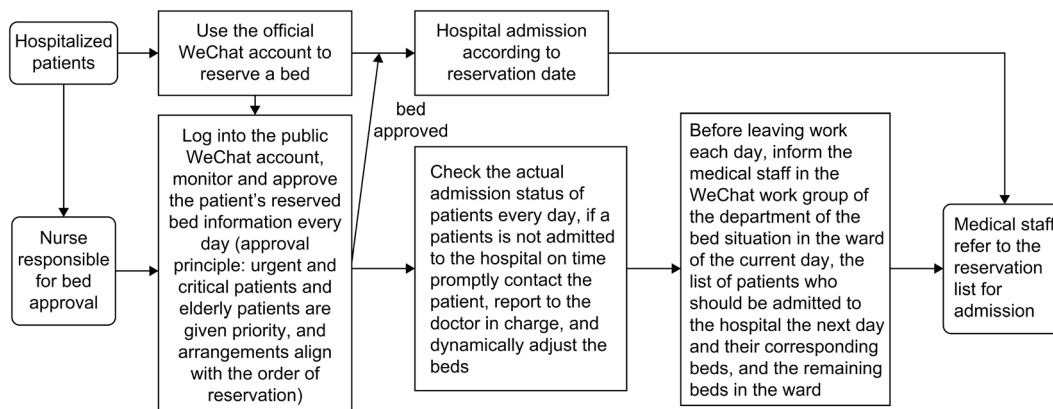 Hospitalized
patients
Use the official
WeChat account to
reserve a bed
Hospital admission
according to
reservation date
bed
approved
Nurse
responsible
for bed
approval
Log into the public
WeChat account,
monitor and approve
the patient's reserved
bed information every
day (approval
principle: urgent and
critical patients and
elderly patients are
given priority, and
arrangements align
with the order of
reservation)
Check the actual
admission status of
patients every day, if a
patients is not admitted
to the hospital on time
promptly contact the
patient, report to the
doctor in charge, and
dynamically adjust the
beds
Before leaving work
each day, inform the
medical staff in the
WeChat work group of
the department of the
bed situation in the ward
of the current day, the
list of patients who
should be admitted to
the hospital the next day
and their corresponding
beds, and the remaining
beds in the ward
Medical staff
refer to the
reservation
list for
admission